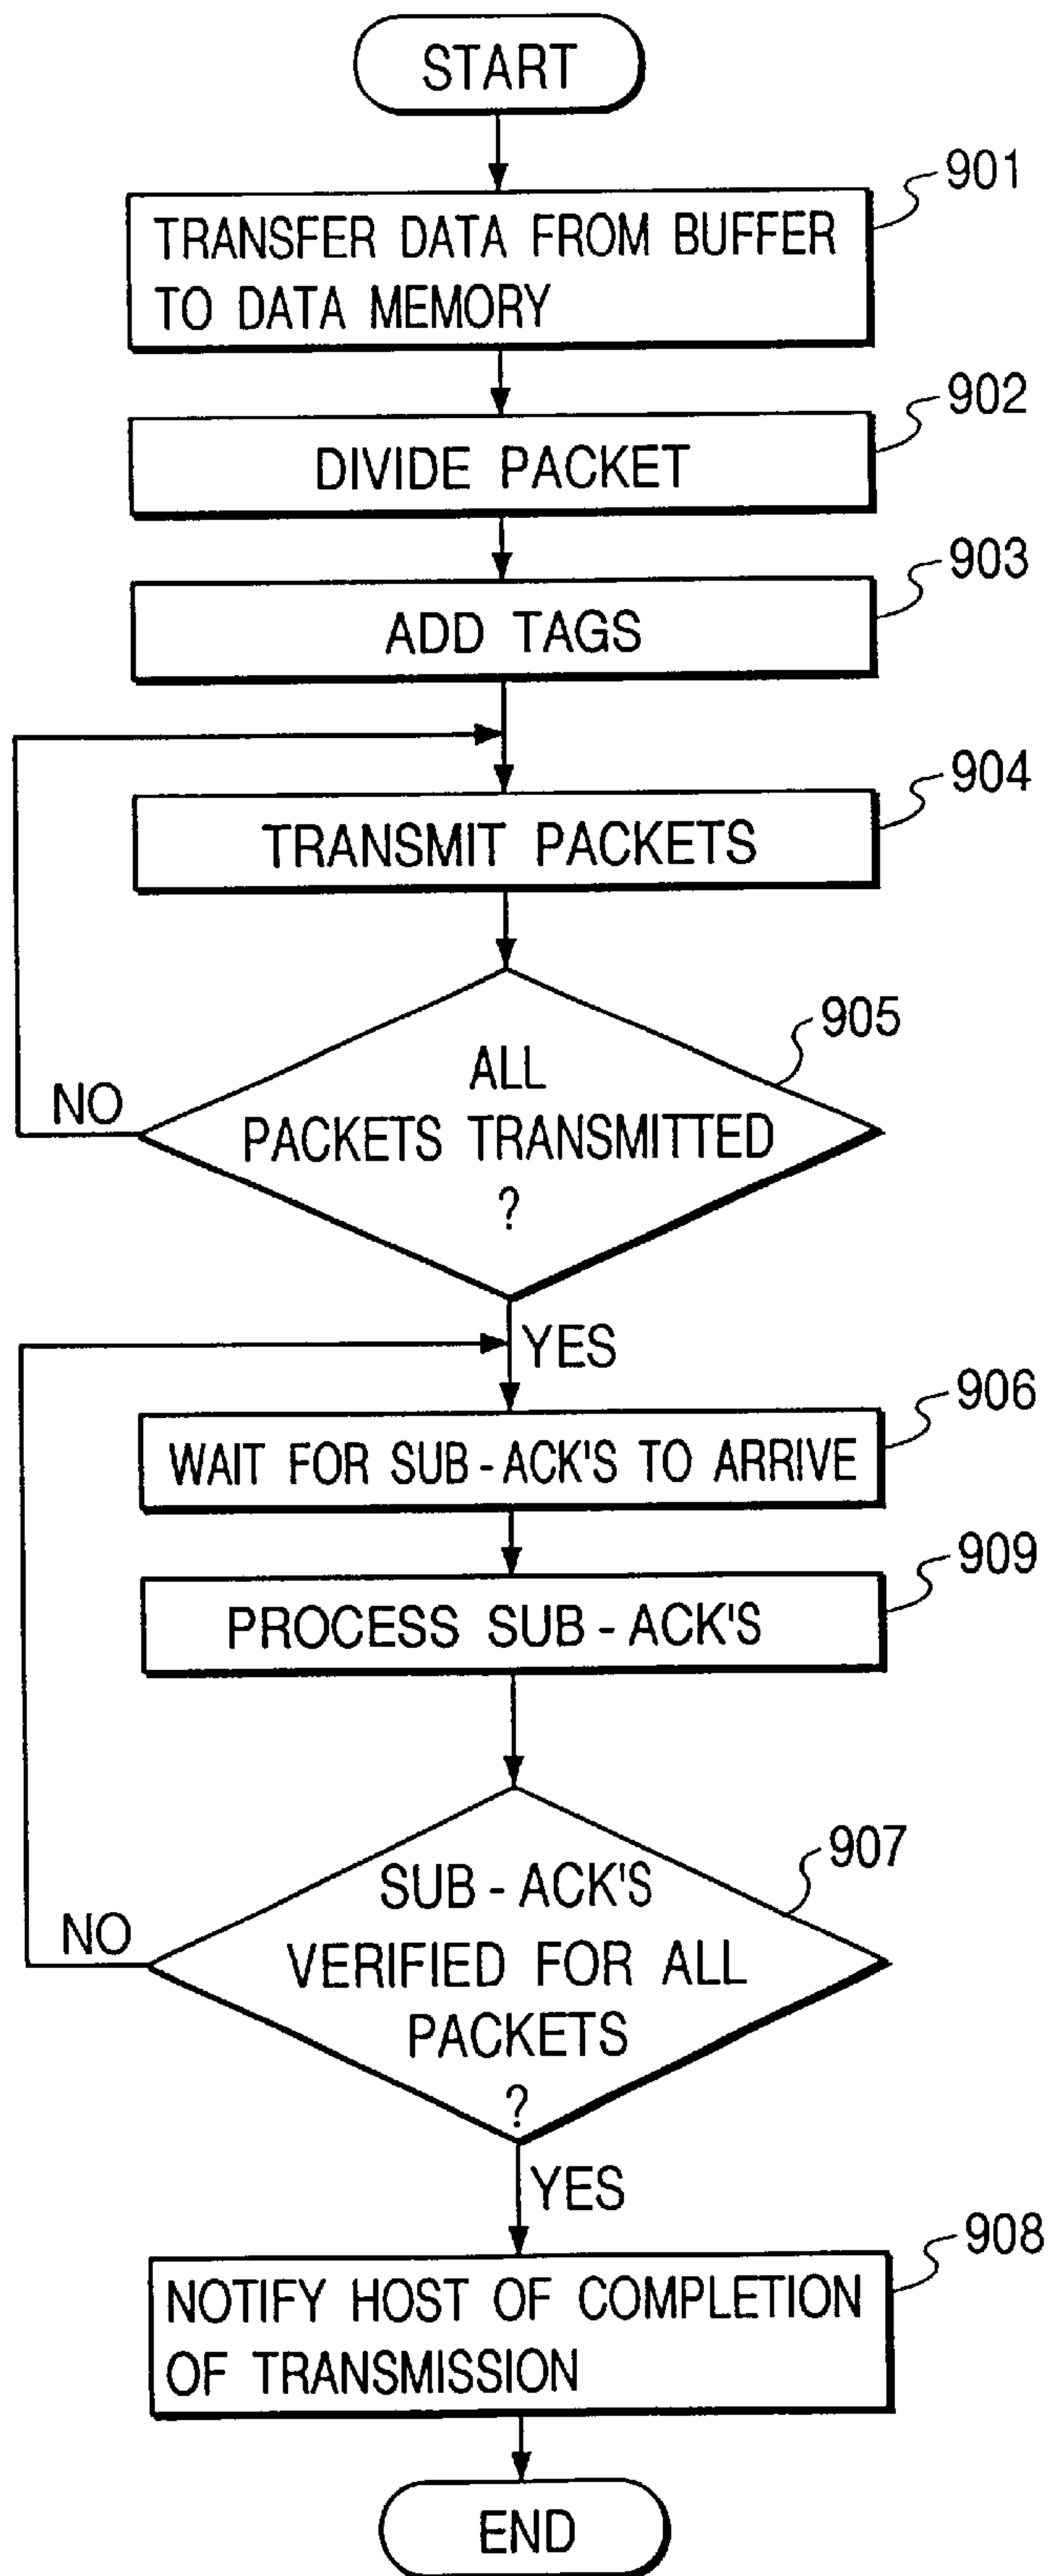 START
901
TRANSFER DATA FROM BUFFER
TO DATA MEMORY
902
DIVIDE PACKET
903
ADD TAGS
904
TRANSMIT PACKETS
905
ALL
PACKETS TRANSMITTED
?
NO
YES
906
WAIT FOR SUB-ACK'S TO ARRIVE
909
PROCESS SUB-ACK'S
907
SUB-ACK'S
VERIFIED FOR ALL
PACKETS
?
NO
YES
908
NOTIFY HOST OF COMPLETION
OF TRANSMISSION
END